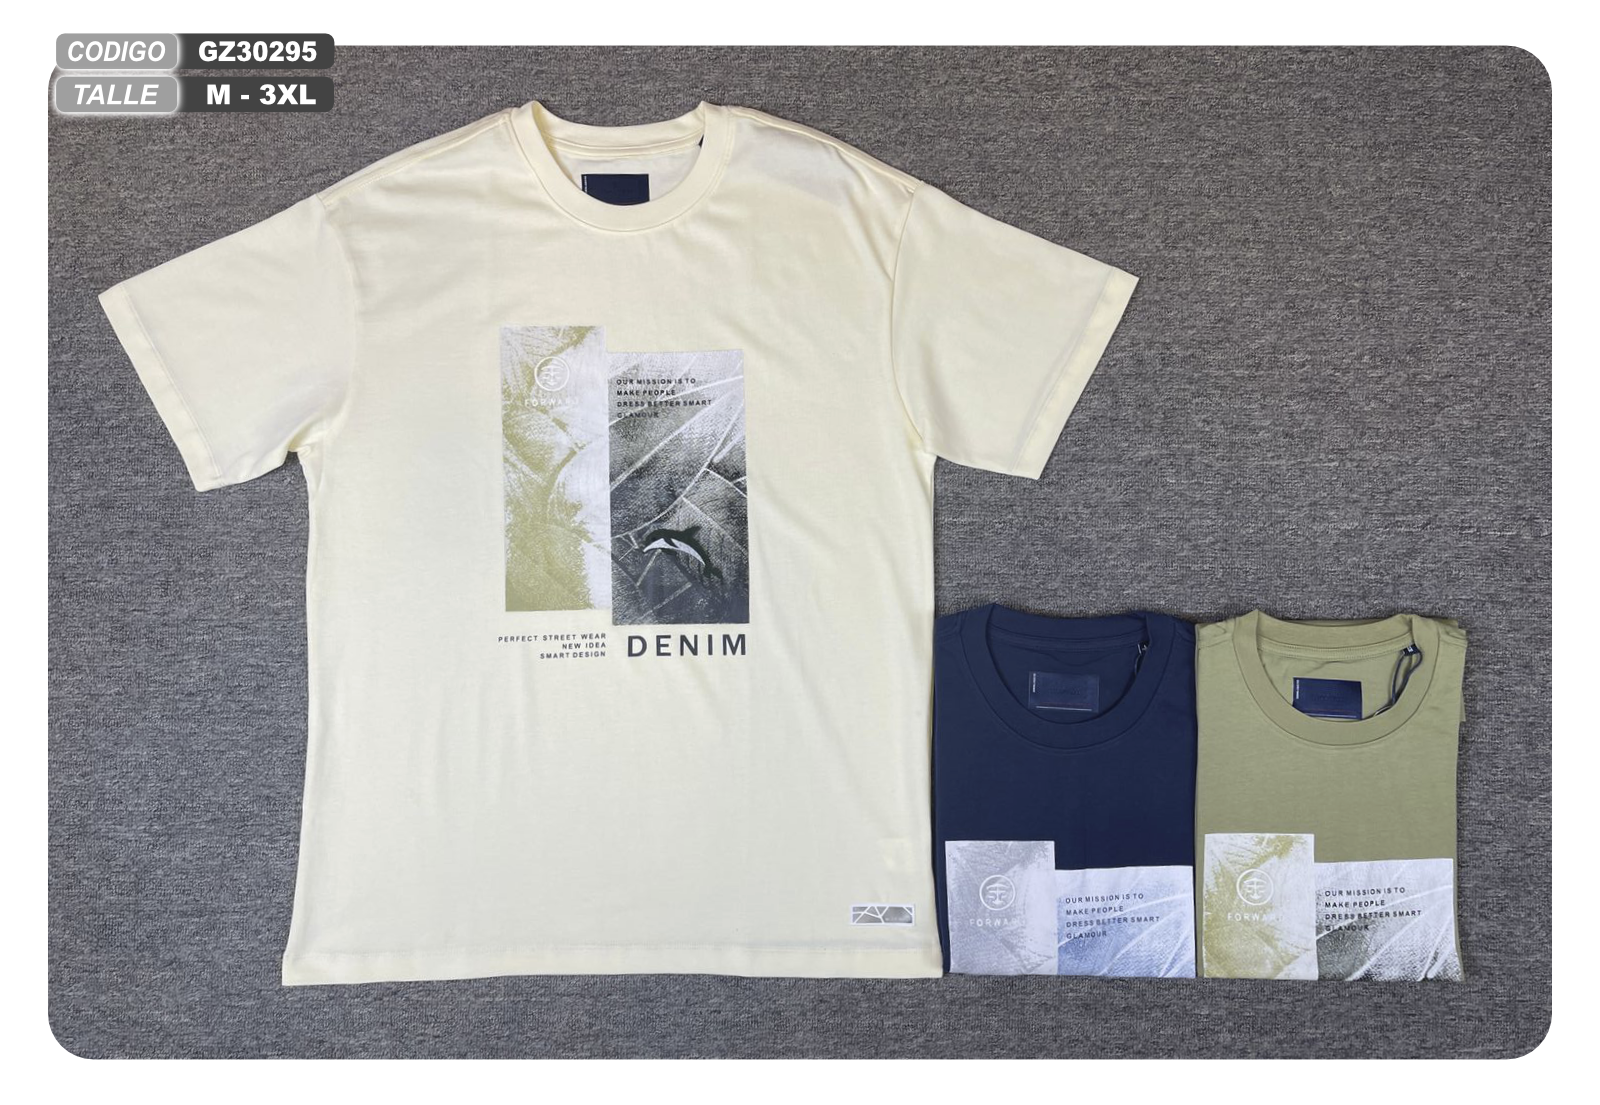 CODIGO GZ30295
TALLE M - 3XL
FORWARD
OUR MISSION IS TO
MAKE PEOPLE
DRESS BETTER SMART
GLAMOUR
PERFECT STREET WEAR
NEW IDEA
SMART DESIGN
DENIM
FORWARD
OUR MISSION IS TO
MAKE PEOPLE
DRESS BETTER SMART
GLAMOUR
FORWARD
OUR MISSION IS TO
MAKE PEOPLE
DRESS BETTER SMART
GLAMOUR